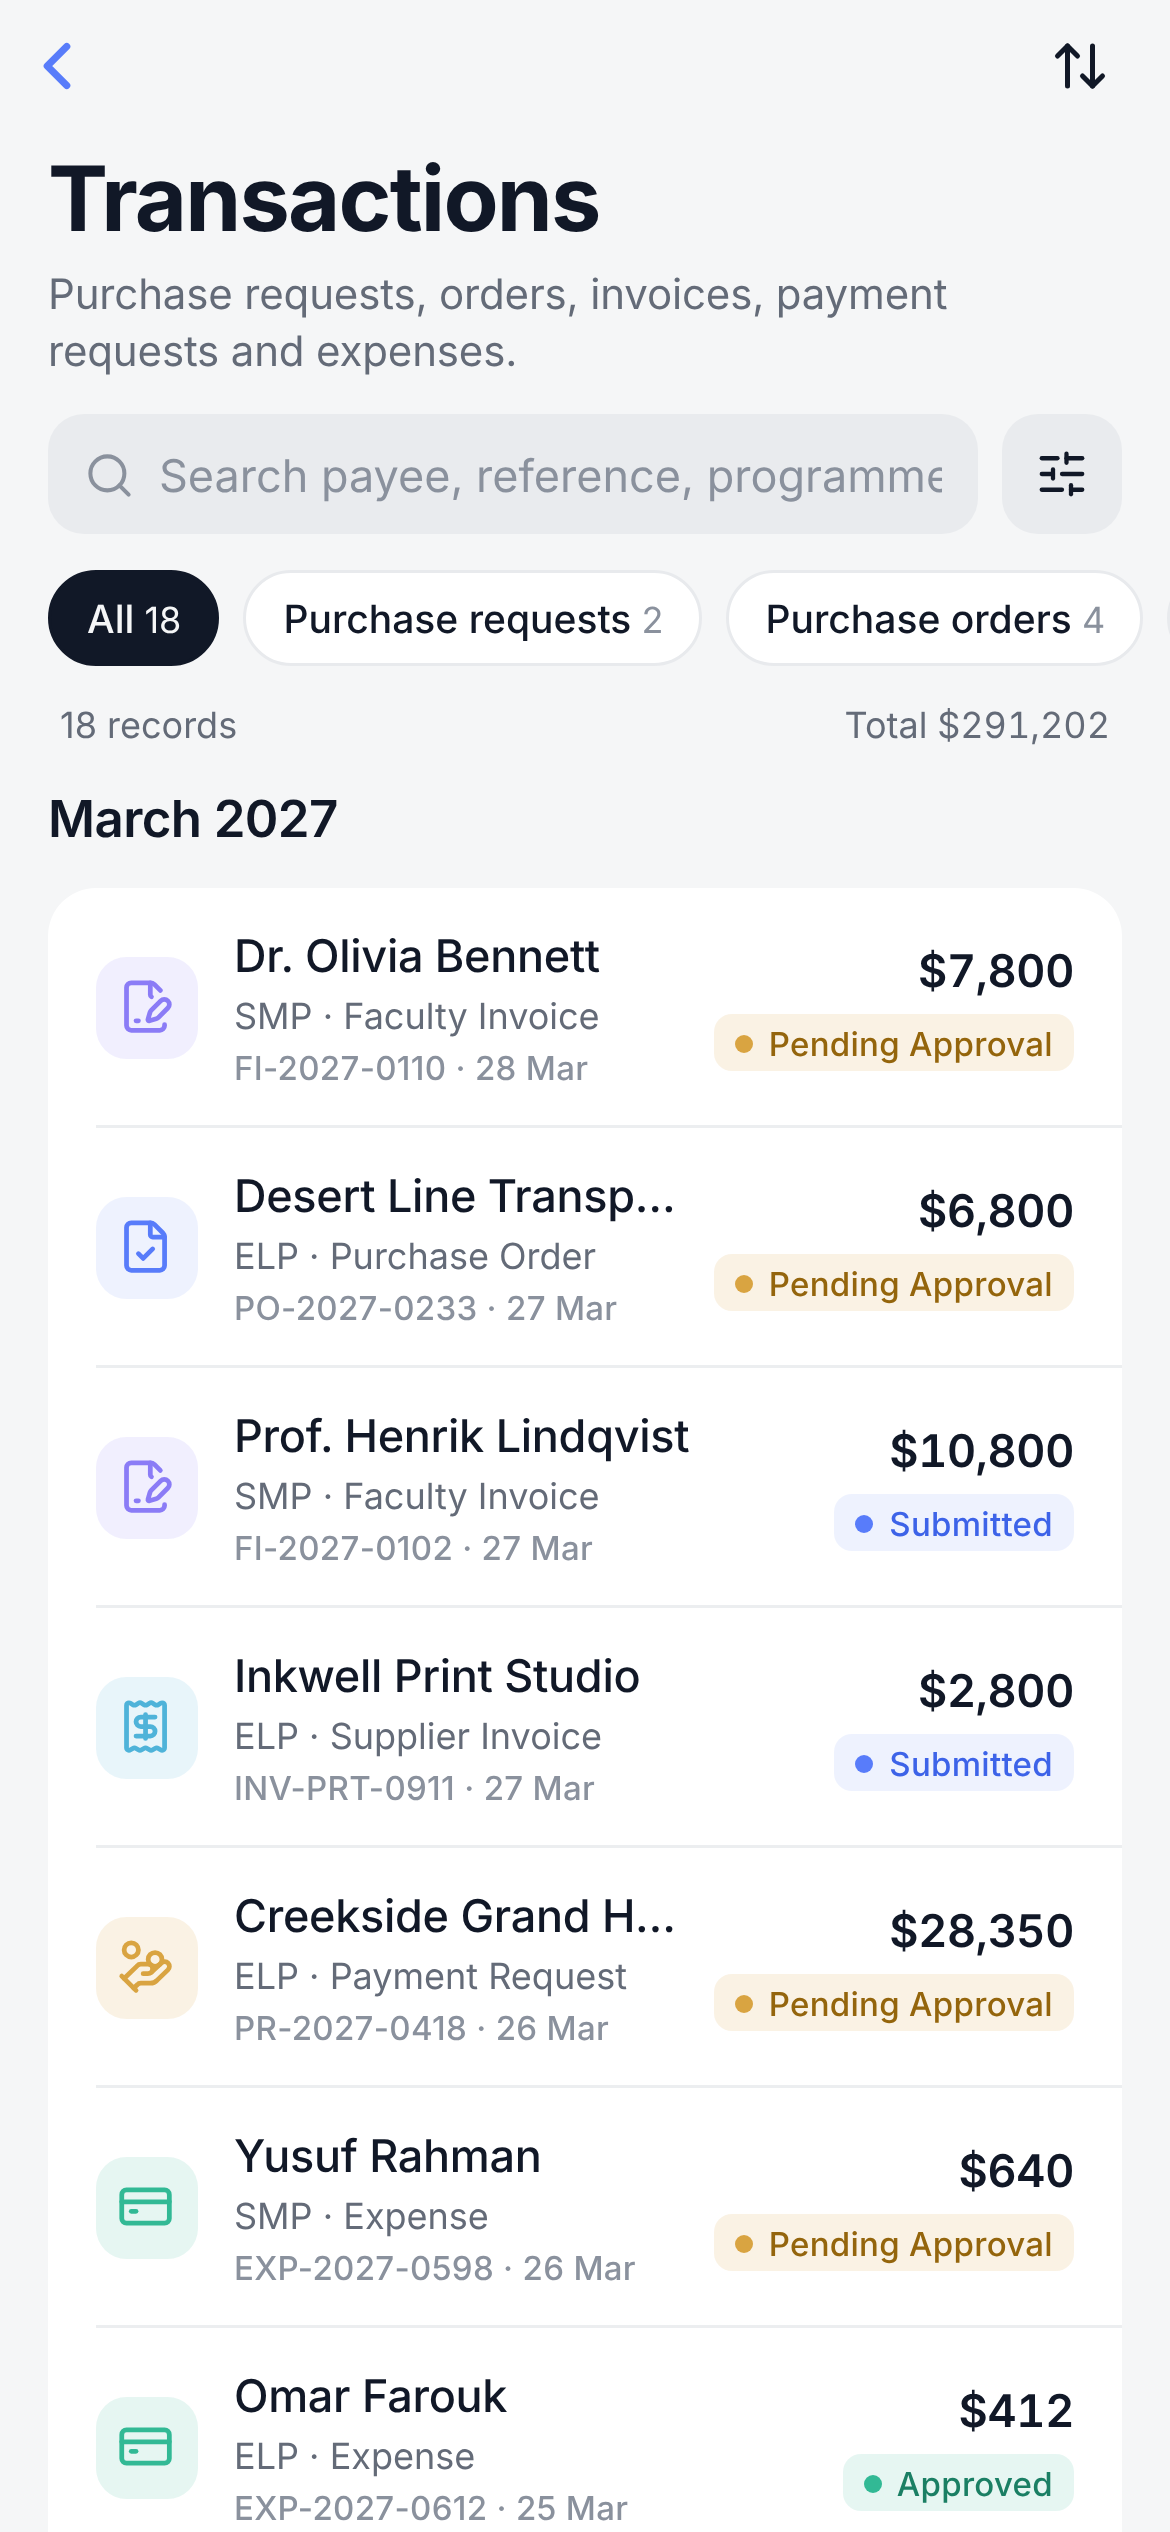 Transactions
Purchase requests, orders, invoices, payment
requests and expenses.
Search payee, reference, programme
All 18
Purchase requests 2
Purchase orders 4
18 records
Total $291,202
March 2027
Dr. Olivia Bennett
$7,800
SMP · Faculty Invoice
Pending Approval
FI-2027-0110 · 28 Mar
Desert Line Transp...
$6,800
ELP · Purchase Order
Pending Approval
PO-2027-0233 · 27 Mar
Prof. Henrik Lindqvist
$10,800
SMP · Faculty Invoice
Submitted
FI-2027-0102 · 27 Mar
Inkwell Print Studio
$2,800
ELP · Supplier Invoice
Submitted
INV-PRT-0911 · 27 Mar
Creekside Grand H...
$28,350
ELP · Payment Request
Pending Approval
PR-2027-0418 · 26 Mar
Yusuf Rahman
$640
SMP · Expense
Pending Approval
EXP-2027-0598 · 26 Mar
Omar Farouk
$412
ELP · Expense
Approved
EXP-2027-0612 · 25 Mar